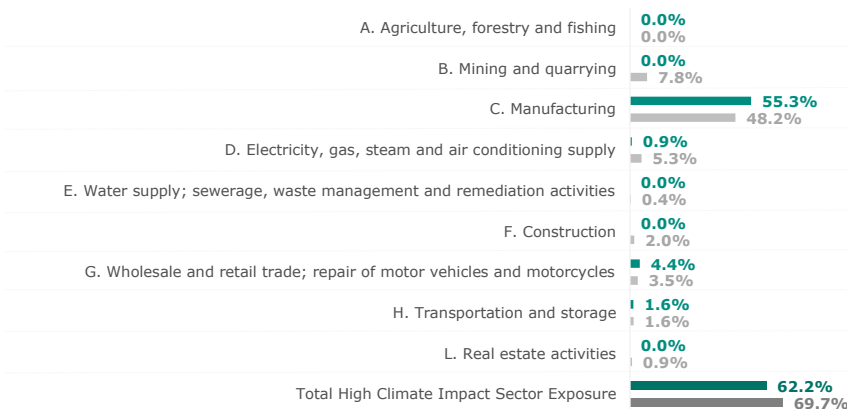 A. Agriculture, forestry and fishing
0.0%
0.0%
B. Mining and quarrying
0.0%
7.8%
C. Manufacturing
55.3%
48.2%
D. Electricity, gas, steam and air conditioning supply
0.9%
5.3%
E. Water supply; sewerage, waste management and remediation activities
0.0%
0.4%
F. Construction
0.0%
2.0%
G. Wholesale and retail trade; repair of motor vehicles and motorcycles
4.4%
3.5%
H. Transportation and storage
1.6%
1.6%
L. Real estate activities
0.0%
0.9%
Total High Climate Impact Sector Exposure
62.2%
69.7%